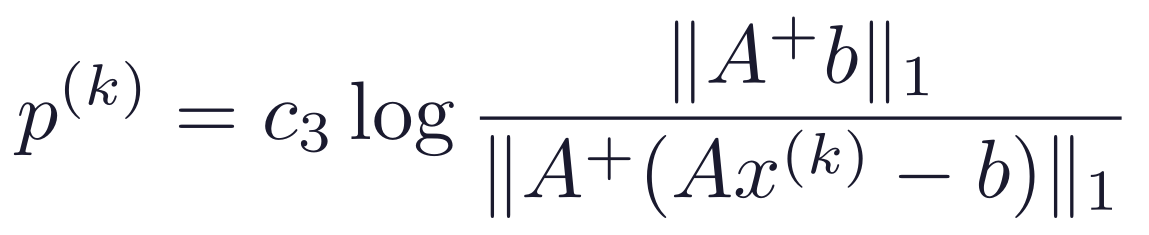 $p^{(k)} = c_3 \log \frac{\|A^+ b\|_1}{\|A^+(Ax^{(k)} - b)\|_1}$